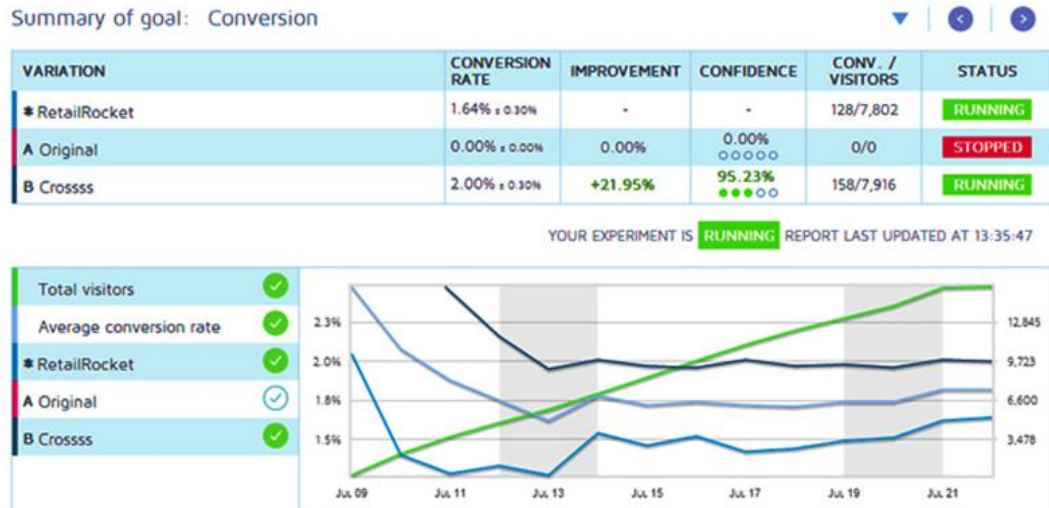 Summary of goal: Conversion
VARIATION CONVERSION RATE IMPROVEMENT CONFIDENCE CONV. / VISITORS STATUS
✱ RetailRocket 1.64% ± 0.30% - - 128/7,802 RUNNING
A Original 0.00% ± 0.00% 0.00% 0.00% 0/0 STOPPED
B Crossss 2.00% ± 0.30% +21.95% 95.23% 158/7,916 RUNNING
YOUR EXPERIMENT IS RUNNING REPORT LAST UPDATED AT 13:35:47
Total visitors
Average conversion rate
✱ RetailRocket
A Original
B Crossss
2.3% 12,845
2.0% 9,723
1.8% 6,600
1.5% 3,478
JUL 09 JUL 11 JUL 13 JUL 15 JUL 17 JUL 19 JUL 21